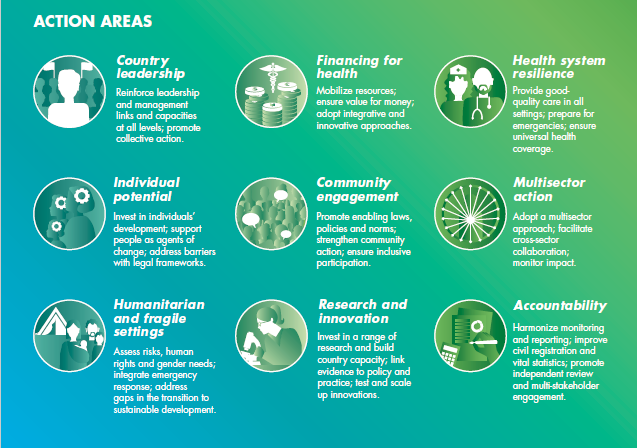 ACTION AREAS
Country
leadership
Reinforce leadership
and management
links and capacities
at all levels; promote
collective action.
Financing for
health
Mobilize resources;
ensure value for money;
adopt integrative and
innovative approaches.
Health system
resilience
Provide good-
quality care in all
settings; prepare for
emergencies; ensure
universal health
coverage.
Individual
potential
Invest in individuals'
development; support
people as agents of
change; address barriers
with legal frameworks.
Community
engagement
Promote enabling laws,
policies and norms;
strengthen community
action; ensure inclusive
participation.
Multisector
action
Adopt a multisector
approach; facilitate
cross-sector
collaboration;
monitor impact.
Humanitarian
and fragile
settings
Assess risks, human
rights and gender needs;
integrate emergency
response; address
gaps in the transition to
sustainable development.
Research and
innovation
Invest in a range of
research and build
country capacity; link
evidence to policy and
practice; test and scale
up innovations.
Accountability
Harmonize monitoring
and reporting; improve
civil registration and
vital statistics; promote
independent review
and multi-stakeholder
engagement.